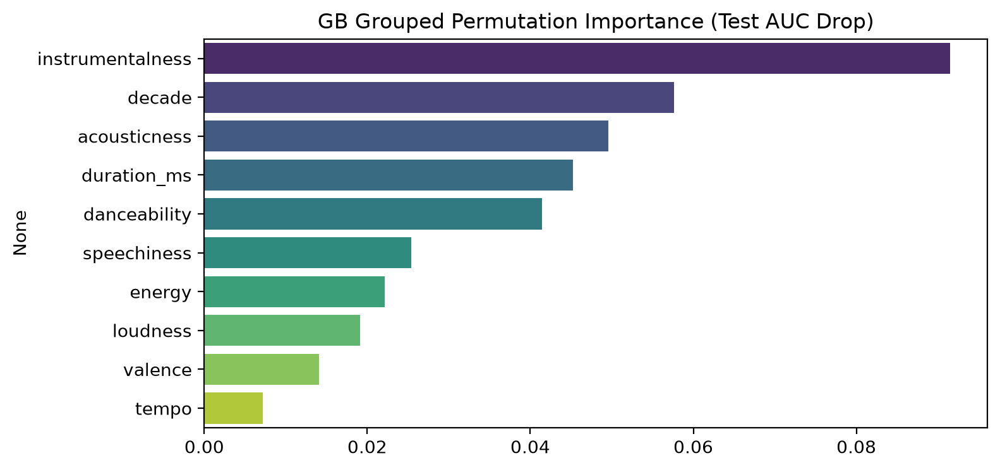 GB Grouped Permutation Importance (Test AUC Drop)
instrumentalness
decade
acousticness
duration_ms
danceability
speechiness
energy
loudness
valence
tempo
None
0.00 0.02 0.04 0.06 0.08